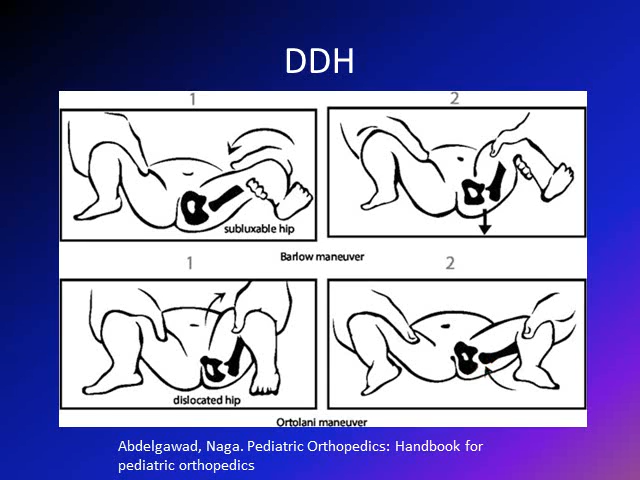 DDH
1
2
subluxable hip
Barlow maneuver
1
2
dislocated hip
Ortolani maneuver
Abdelgawad, Naga. Pediatric Orthopedics: Handbook for
pediatric orthopedics